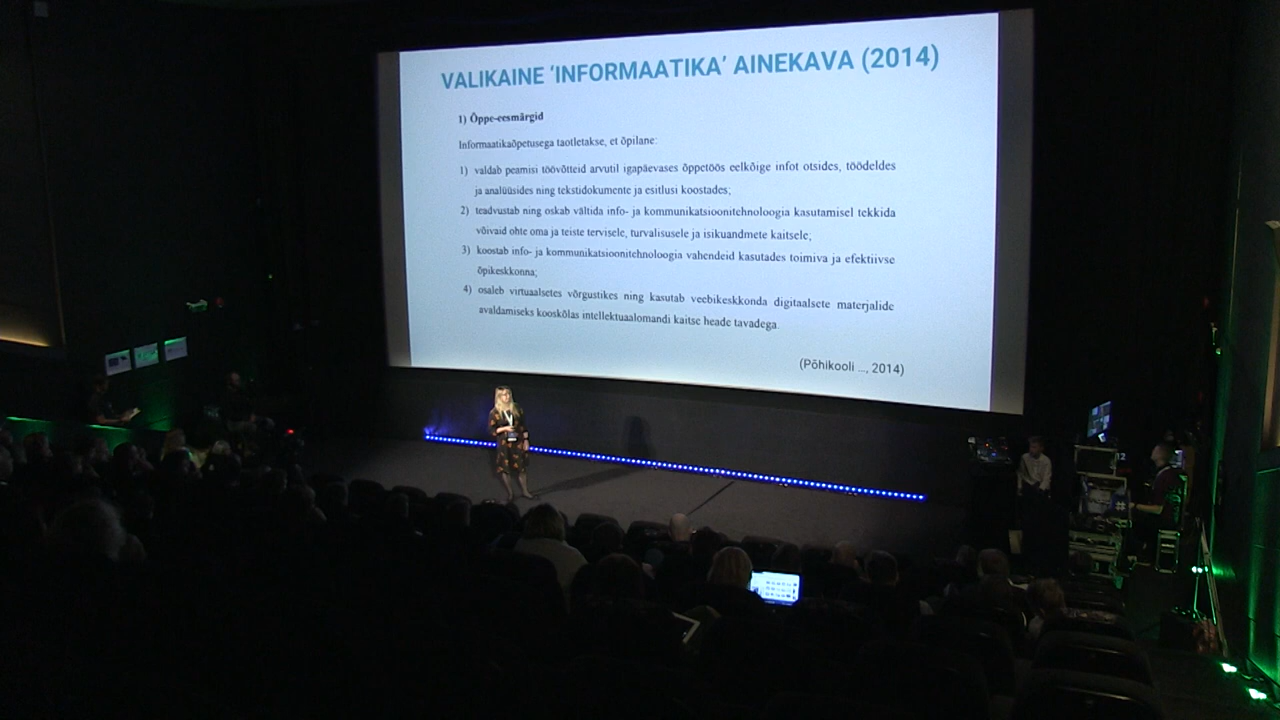 VALIKAINE ‘INFORMAATIKA’ AINEKAVA (2014)
1) Õppe-eesmärgid
Informaatikaõpetusega taotletakse, et õpilane:
1) valdab peamisi töövõtteid arvutil igapäevases õppetöös eelkõige infot otsides, töödeldes
ja analüüsides ning tekstidokumente ja esitlusi koostades;
2) teadvustab ning oskab vältida info- ja kommunikatsioonitehnoloogia kasutamisel tekkida
võivaid ohte oma ja teiste tervisele, turvalisusele ja isikuandmete kaitsele;
3) koostab info- ja kommunikatsioonitehnoloogia vahendeid kasutades toimiva ja efektiivse
õpikeskkonna;
4) osaleb virtuaalsetes võrgustikes ning kasutab veebikeskkonda digitaalsete materjalide
avaldamiseks kooskõlas intellektuaalomandi kaitse heade tavadega.
(Põhikooli ..., 2014)